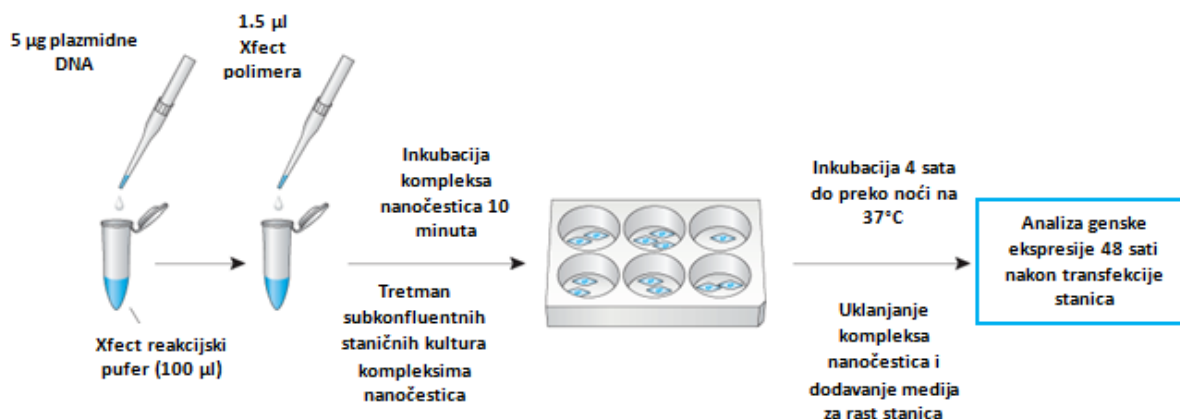 5 µg plazmidne
DNA
1.5 µl
Xfect
polimera
Xfect reakcijski
pufer (100 µl)
Inkubacija
kompleksa
nanočestica 10
minuta
Tretman
subkonfluentnih
staničnih kultura
kompleksima
nanočestica
Inkubacija 4 sata
do preko noći na
37°C
Uklanjanje
kompleksa
nanočestica i
dodavanje medija
za rast stanica
Analiza genske
ekspresije 48 sati
nakon transfekcije
stanica